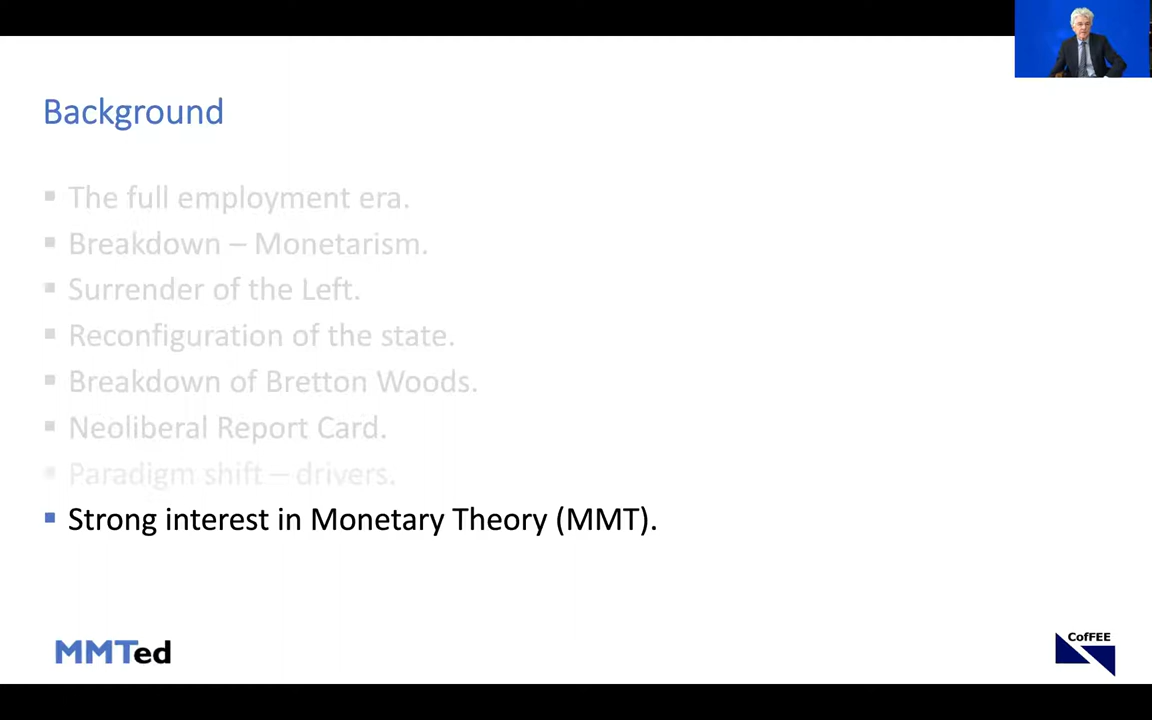 Background
▪ The full employment era.
▪ Breakdown – Monetarism.
▪ Surrender of the Left.
▪ Reconfiguration of the state.
▪ Breakdown of Bretton Woods.
▪ Neoliberal Report Card.
▪ Paradigm shift – drivers.
▪ Strong interest in Monetary Theory (MMT).
MMTed
CofFEE